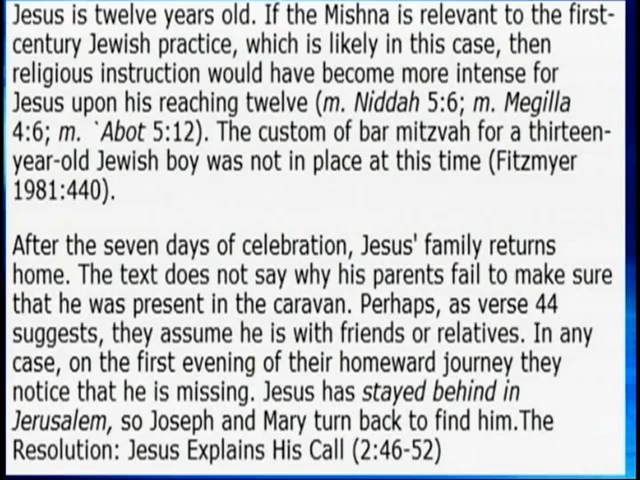 Jesus is twelve years old. If the Mishna is relevant to the first-
century Jewish practice, which is likely in this case, then
religious instruction would have become more intense for
Jesus upon his reaching twelve (m. Niddah 5:6; m. Megilla
4:6; m. `Abot 5:12). The custom of bar mitzvah for a thirteen-
year-old Jewish boy was not in place at this time (Fitzmyer
1981:440).
After the seven days of celebration, Jesus' family returns
home. The text does not say why his parents fail to make sure
that he was present in the caravan. Perhaps, as verse 44
suggests, they assume he is with friends or relatives. In any
case, on the first evening of their homeward journey they
notice that he is missing. Jesus has stayed behind in
Jerusalem, so Joseph and Mary turn back to find him.The
Resolution: Jesus Explains His Call (2:46-52)